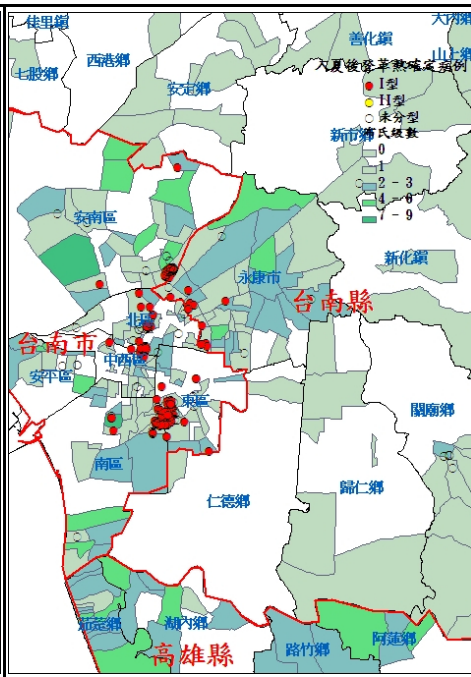 佳里鎮
西港鄉
七股鄉
安定鄉
善化鎮
大內鄉
山上鄉
入夏後登革熱確定病例
I型
II型
未分型
布氏級數
0
1
2 - 3
4 - 6
7 - 9
新市鄉
安南區
永康市
新化鎮
台南縣
北區
台南市
中西區
安平區
東區
關廟鄉
南區
仁德鄉
歸仁鄉
茄萣鄉
湖內鄉
高雄縣
路竹鄉
阿蓮鄉